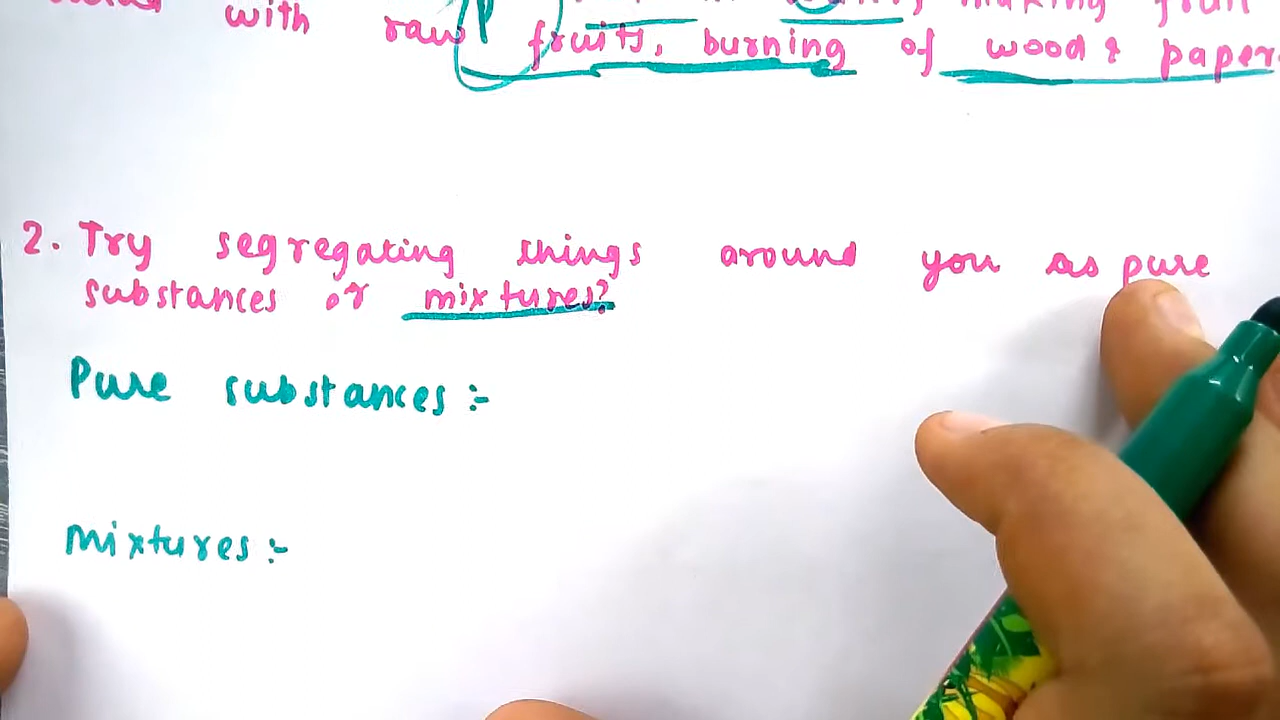 with raw fruits, burning of wood & paper.
2. Try segregating things around you as pure
substances or mixtures?
Pure substances :-
mixtures :-